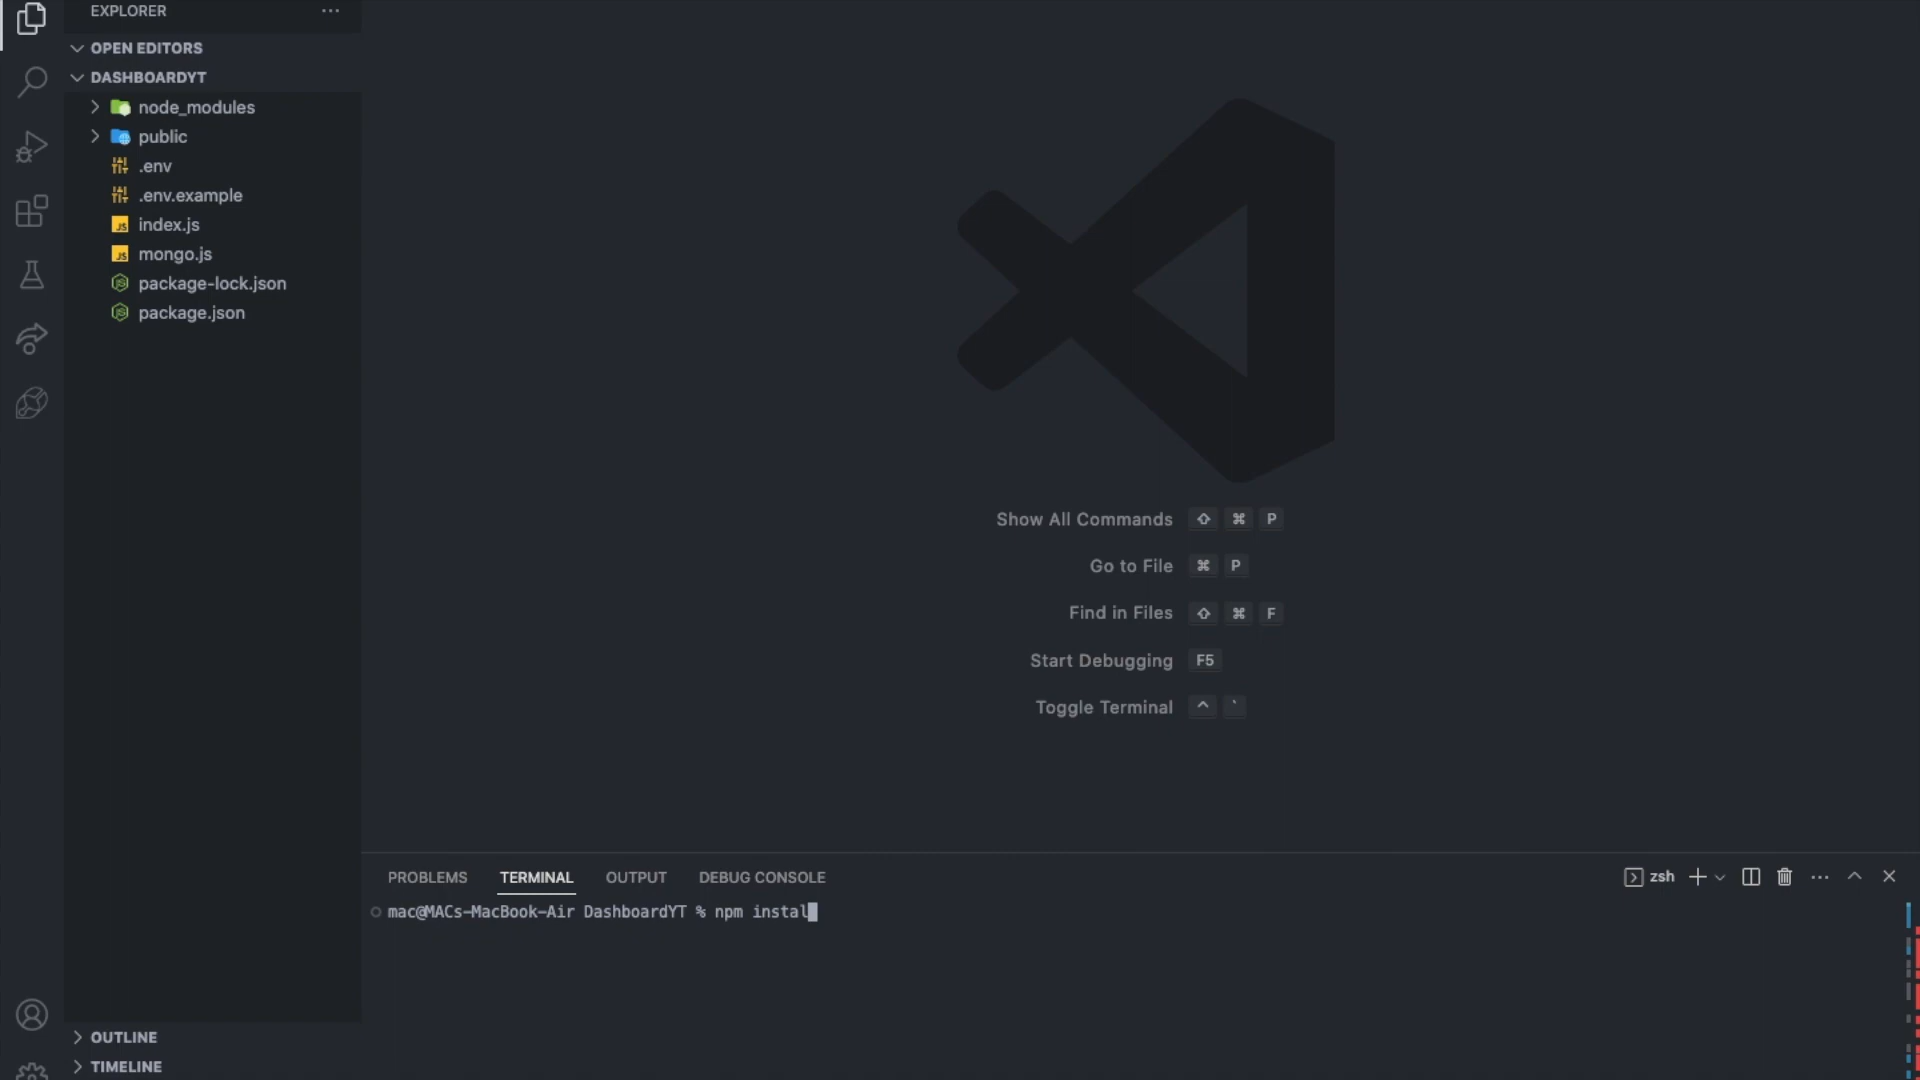 EXPLORER
OPEN EDITORS
DASHBOARDYT
node_modules
public
.env
.env.example
JS index.js
JS mongo.js
package-lock.json
package.json
OUTLINE
TIMELINE
Show All Commands ⇧ ⌘ P
Go to File ⌘ P
Find in Files ⇧ ⌘ F
Start Debugging F5
Toggle Terminal ^ `
PROBLEMS TERMINAL OUTPUT DEBUG CONSOLE zsh
mac@MACs-MacBook-Air DashboardYT % npm instal